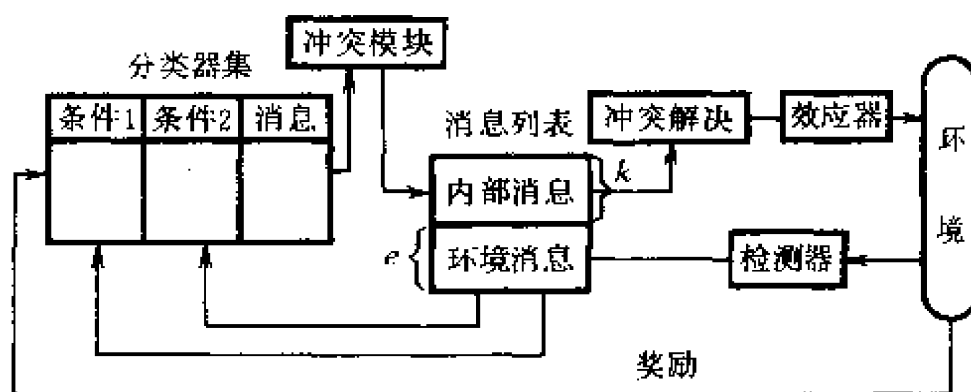 冲突模块
分类器集
条件1 条件2 消息
消息列表
冲突解决
效应器
环境
内部消息
k
e
环境消息
检测器
奖励